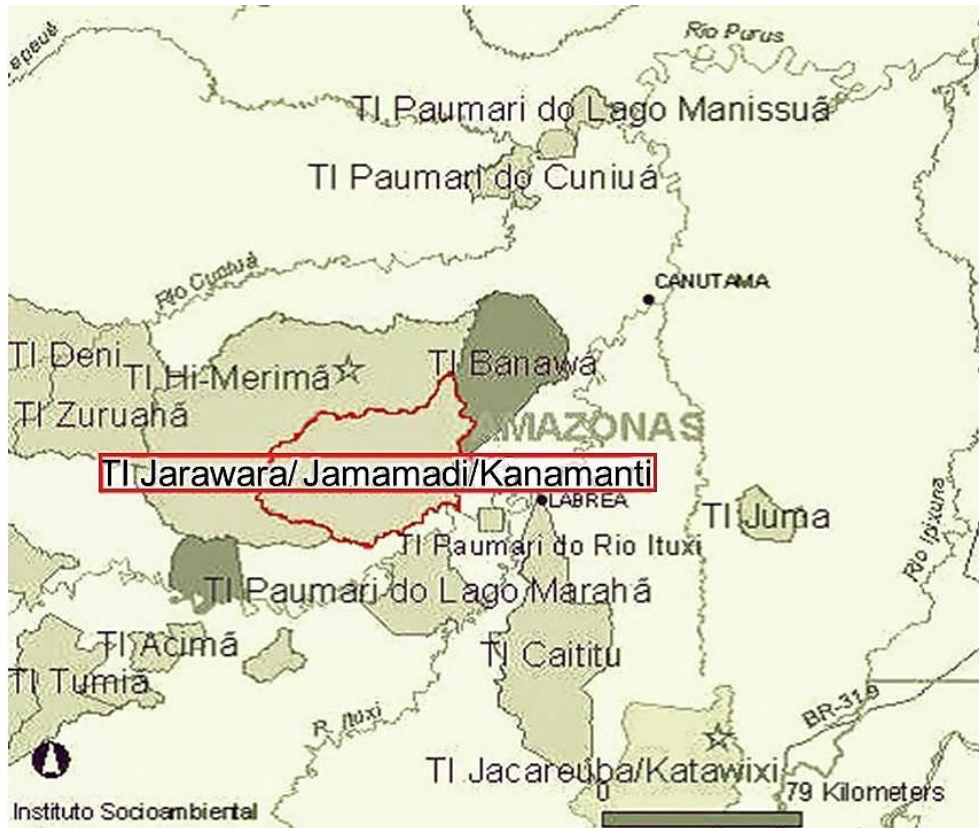 Rio Purus
TI Paumari do Lago Manissuã
TI Paumari do Cuniuá
Rio Cuniuá
CANUTAMA
TI Deni
TI Hi-Merimã
TI Banawá
TI Zuruahã
AMAZONAS
TI Jarawara/ Jamamadi/Kanamanti
LABREA
TI Juma
TI Paumari do Rio Ituxi
Rio Ipixuna
TI Paumari do Lago Marahã
TI Acimã
TI Caititu
TI Tumiã
R. Ituxi
BR-319
TI Jacareúba/Katawixi
0
79 Kilometers
Instituto Socioambiental